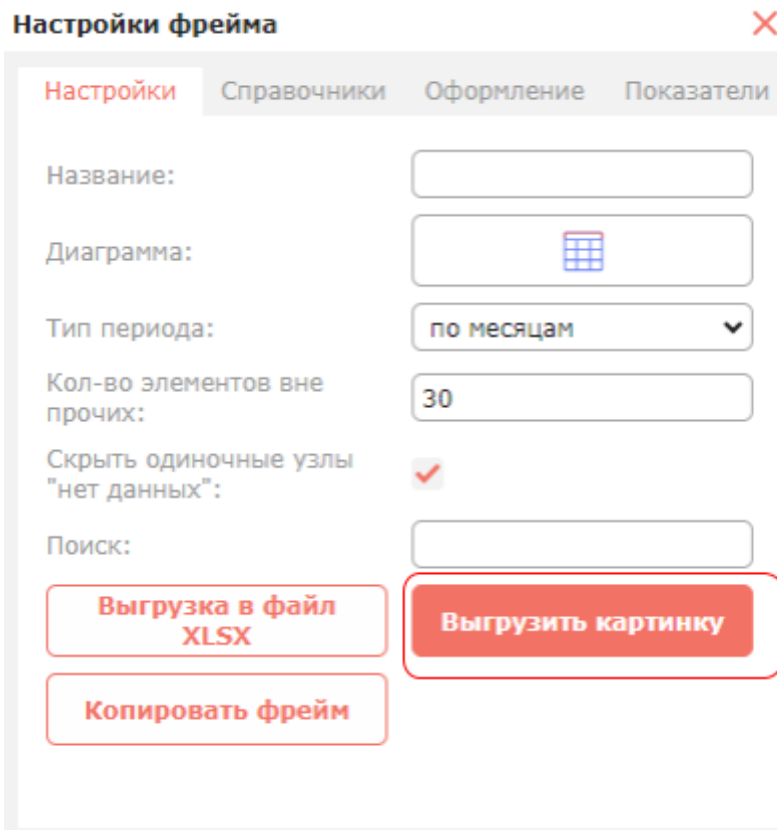 Настройки фрейма
Настройки Справочники Оформление Показатели
Название:
Диаграмма:
Тип периода: по месяцам
Кол-во элементов вне
прочих: 30
Скрыть одиночные узлы
"нет данных":
Поиск:
Выгрузка в файл
XLSX
Выгрузить картинку
Копировать фрейм